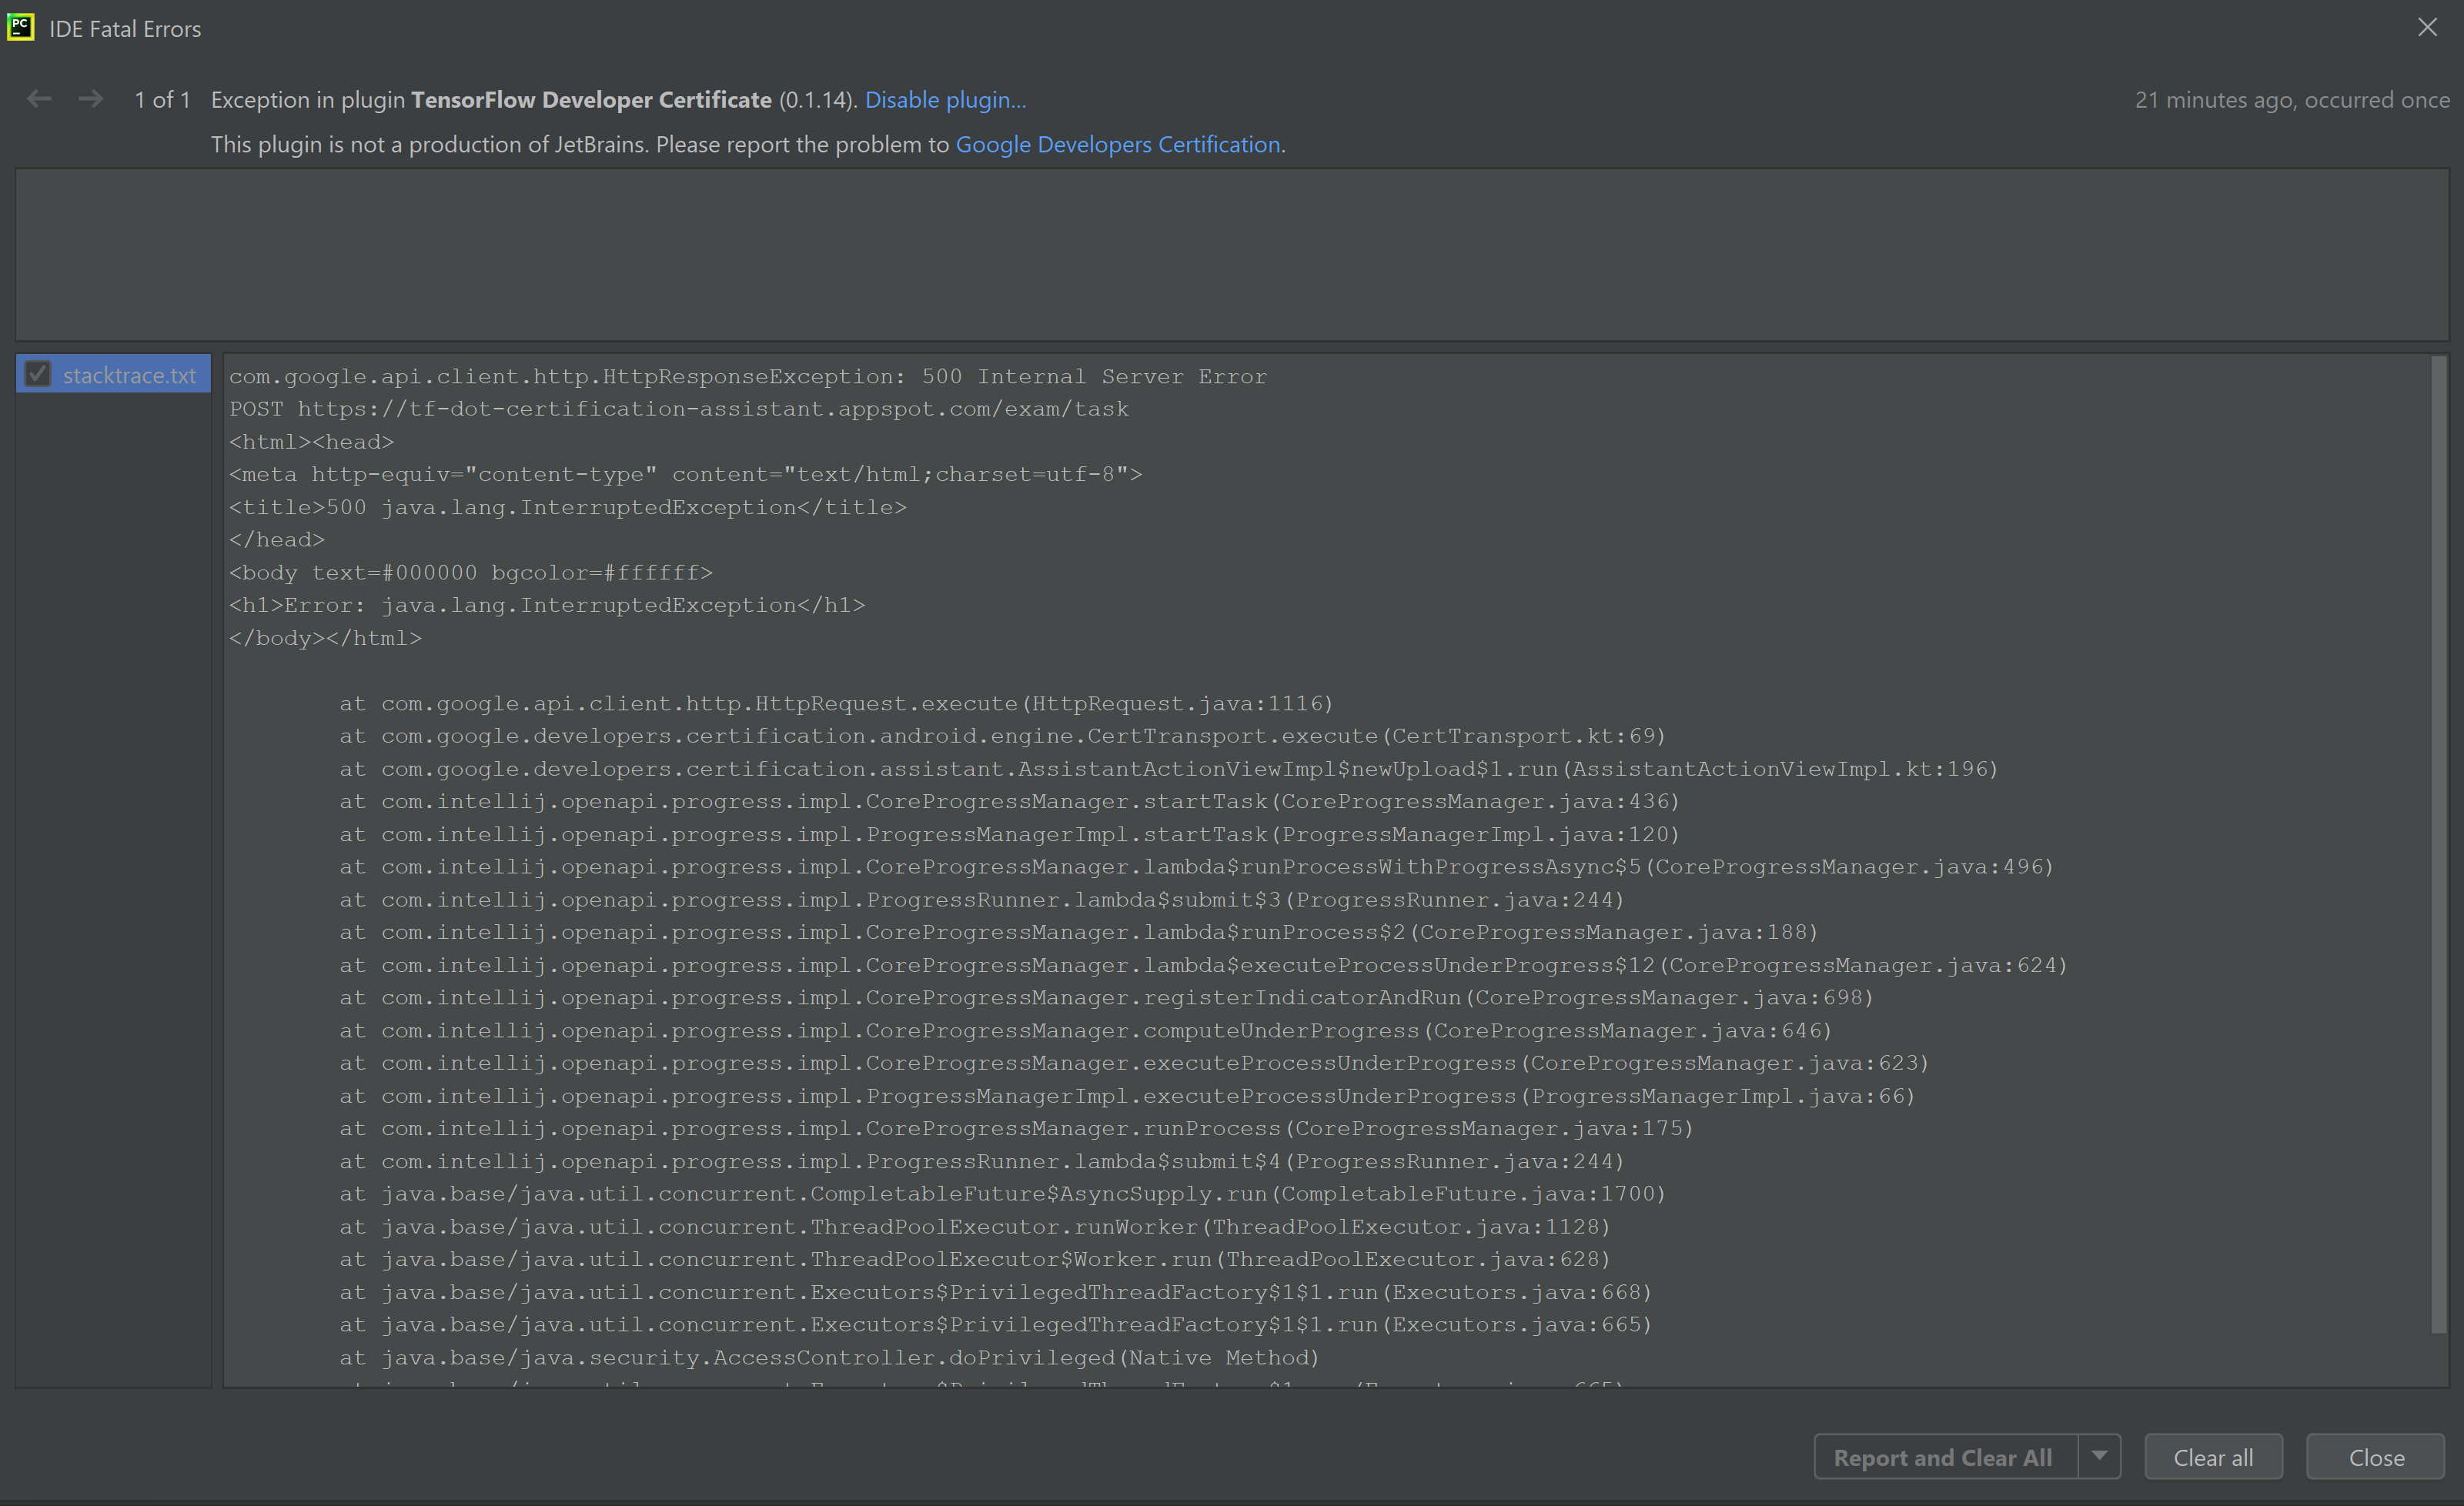 PC
IDE Fatal Errors
1 of 1 Exception in plugin TensorFlow Developer Certificate (0.1.14). Disable plugin... 21 minutes ago, occurred once
This plugin is not a production of JetBrains. Please report the problem to Google Developers Certification.
stacktrace.txt
com.google.api.client.http.HttpResponseException: 500 Internal Server Error
POST https://tf-dot-certification-assistant.appspot.com/exam/task
<html><head>
<meta http-equiv="content-type" content="text/html;charset=utf-8">
<title>500 java.lang.InterruptedException</title>
</head>
<body text=#000000 bgcolor=#ffffff>
<h1>Error: java.lang.InterruptedException</h1>
</body></html>
at com.google.api.client.http.HttpRequest.execute(HttpRequest.java:1116)
at com.google.developers.certification.android.engine.CertTransport.execute(CertTransport.kt:69)
at com.google.developers.certification.assistant.AssistantActionViewImpl$newUpload$1.run(AssistantActionViewImpl.kt:196)
at com.intellij.openapi.progress.impl.CoreProgressManager.startTask(CoreProgressManager.java:436)
at com.intellij.openapi.progress.impl.ProgressManagerImpl.startTask(ProgressManagerImpl.java:120)
at com.intellij.openapi.progress.impl.CoreProgressManager.lambda$runProcessWithProgressAsync$5(CoreProgressManager.java:496)
at com.intellij.openapi.progress.impl.ProgressRunner.lambda$submit$3(ProgressRunner.java:244)
at com.intellij.openapi.progress.impl.CoreProgressManager.lambda$runProcess$2(CoreProgressManager.java:188)
at com.intellij.openapi.progress.impl.CoreProgressManager.lambda$executeProcessUnderProgress$12(CoreProgressManager.java:624)
at com.intellij.openapi.progress.impl.CoreProgressManager.registerIndicatorAndRun(CoreProgressManager.java:698)
at com.intellij.openapi.progress.impl.CoreProgressManager.computeUnderProgress(CoreProgressManager.java:646)
at com.intellij.openapi.progress.impl.CoreProgressManager.executeProcessUnderProgress(CoreProgressManager.java:623)
at com.intellij.openapi.progress.impl.ProgressManagerImpl.executeProcessUnderProgress(ProgressManagerImpl.java:66)
at com.intellij.openapi.progress.impl.CoreProgressManager.runProcess(CoreProgressManager.java:175)
at com.intellij.openapi.progress.impl.ProgressRunner.lambda$submit$4(ProgressRunner.java:244)
at java.base/java.util.concurrent.CompletableFuture$AsyncSupply.run(CompletableFuture.java:1700)
at java.base/java.util.concurrent.ThreadPoolExecutor.runWorker(ThreadPoolExecutor.java:1128)
at java.base/java.util.concurrent.ThreadPoolExecutor$Worker.run(ThreadPoolExecutor.java:628)
at java.base/java.util.concurrent.Executors$PrivilegedThreadFactory$1$1.run(Executors.java:668)
at java.base/java.util.concurrent.Executors$PrivilegedThreadFactory$1$1.run(Executors.java:665)
at java.base/java.security.AccessController.doPrivileged(Native Method)
Report and Clear All
Clear all
Close